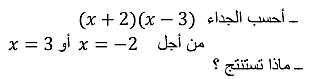 ـ أحسب الجداء (x + 2)(x − 3)
من أجل x = −2 أو x = 3
ـ ماذا تستنتج ؟